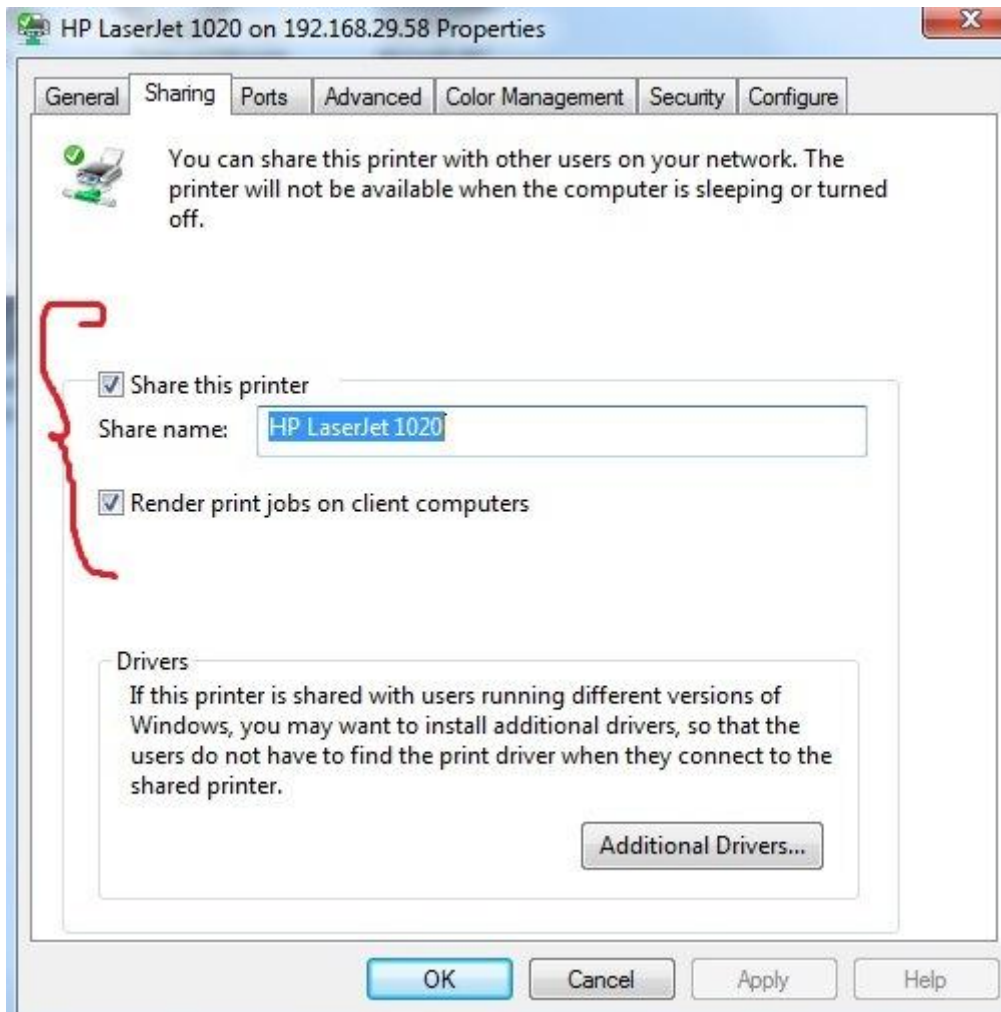 HP LaserJet 1020 on 192.168.29.58 Properties
General Sharing Ports Advanced Color Management Security Configure
You can share this printer with other users on your network. The
printer will not be available when the computer is sleeping or turned
off.
Share this printer
Share name: HP LaserJet 1020
Render print jobs on client computers
Drivers
If this printer is shared with users running different versions of
Windows, you may want to install additional drivers, so that the
users do not have to find the print driver when they connect to the
shared printer.
Additional Drivers...
OK Cancel Apply Help